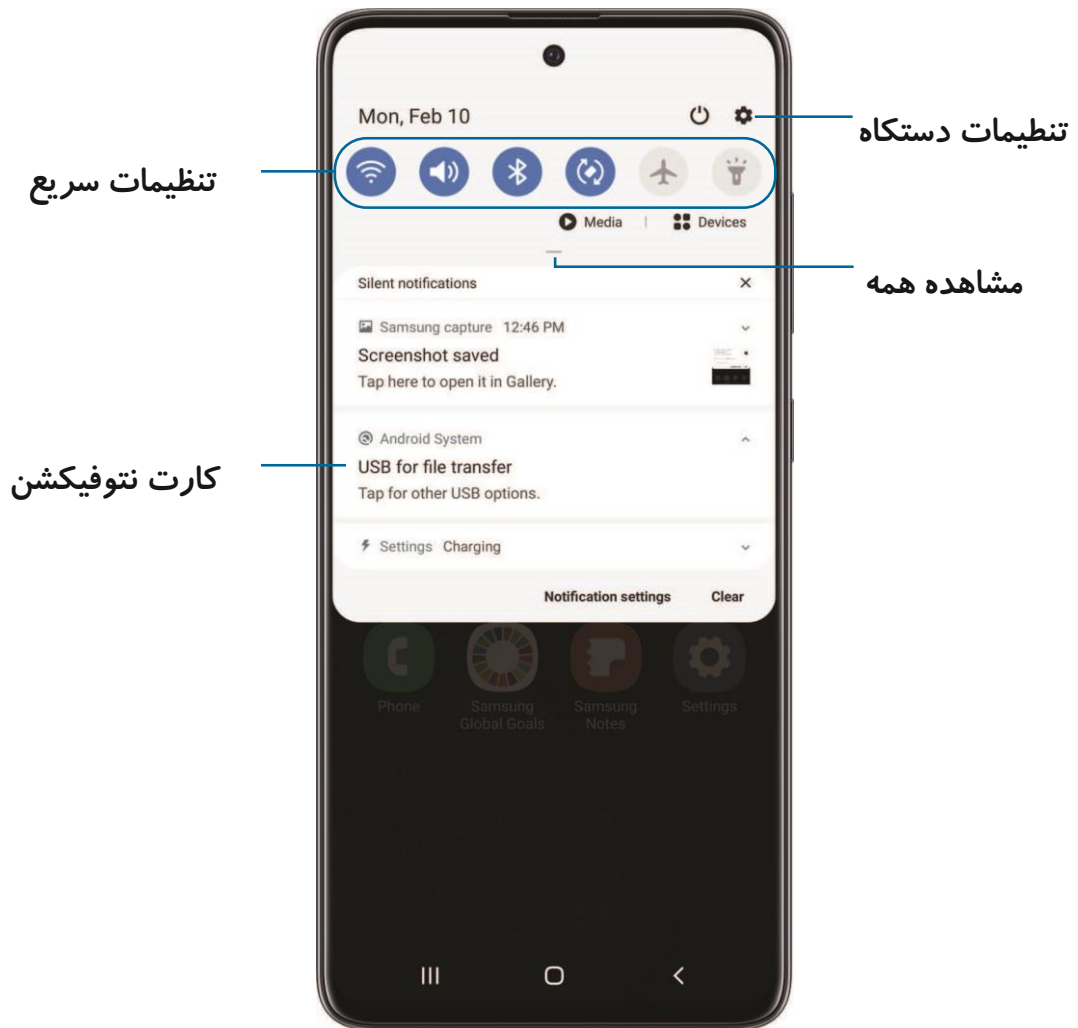 Mon, Feb 10
تنطیمات دستکاه
تنظیمات سریع
Media | Devices
مشاهده همه
Silent notifications
Samsung capture 12:46 PM
Screenshot saved
Tap here to open it in Gallery.
Android System
USB for file transfer
کارت نتوفیکشن
Tap for other USB options.
Settings Charging
Notification settings Clear
Phone
Samsung Global Goals
Samsung Notes
Settings